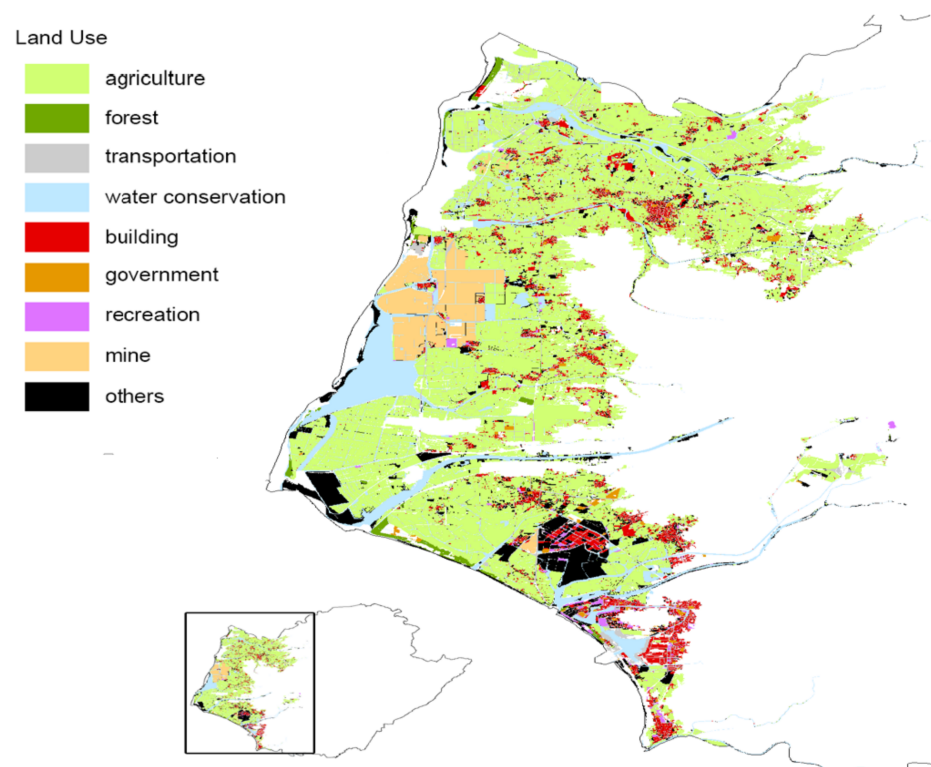 Land Use
agriculture
forest
transportation
water conservation
building
government
recreation
mine
others